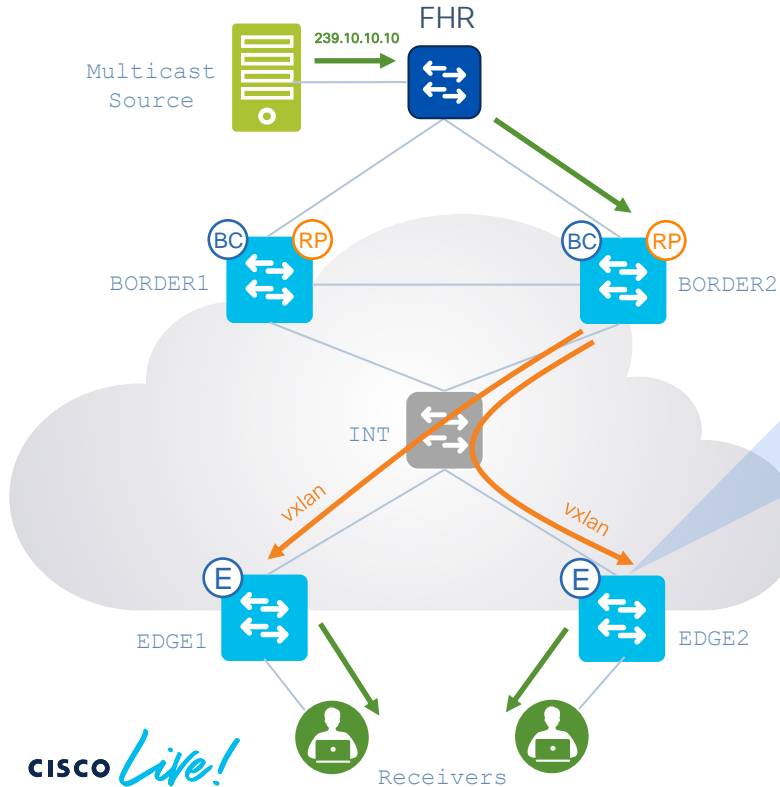 FHR
239.10.10.10
Multicast
Source
BC
RP
BC
RP
BORDER1
BORDER2
INT
vxlan
vxlan
E
E
EDGE1
EDGE2
CISCO Live!
Receivers